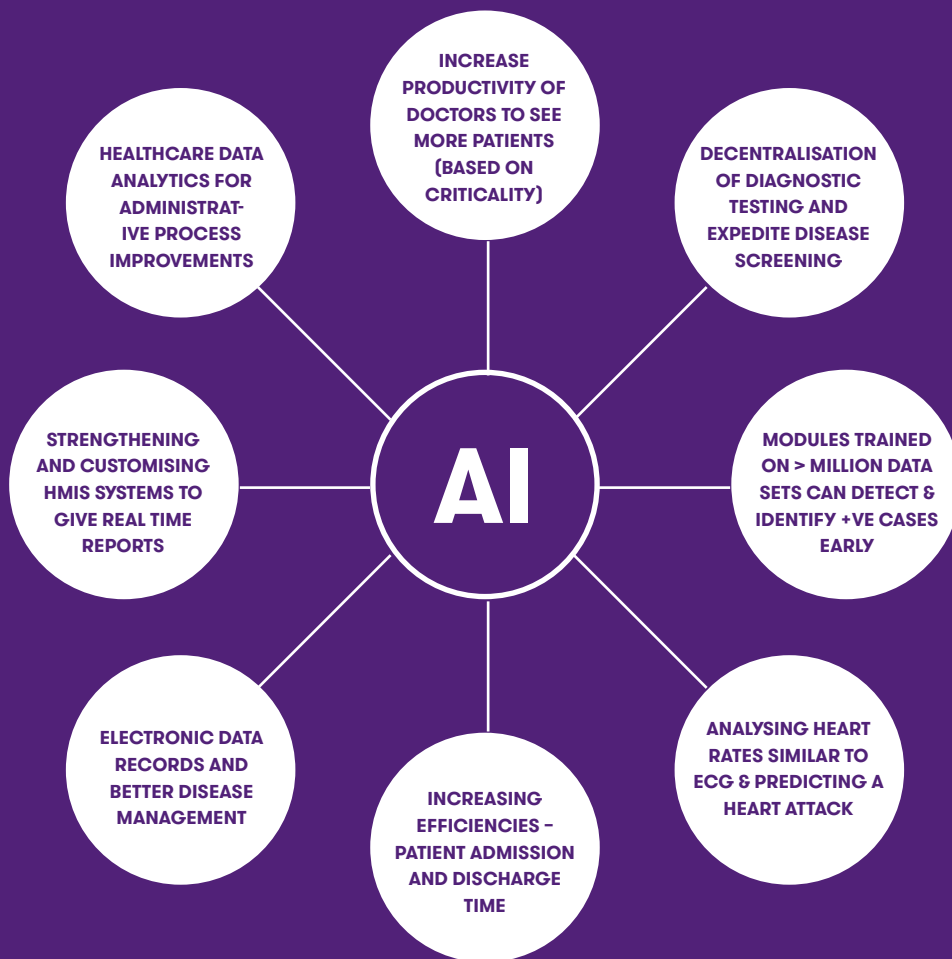 INCREASE
PRODUCTIVITY OF
DOCTORS TO SEE
MORE PATIENTS
(BASED ON
CRITICALITY)
HEALTHCARE DATA
ANALYTICS FOR
ADMINISTRAT-
IVE PROCESS
IMPROVEMENTS
DECENTRALISATION
OF DIAGNOSTIC
TESTING AND
EXPEDITE DISEASE
SCREENING
STRENGTHENING
AND CUSTOMISING
HMIS SYSTEMS TO
GIVE REAL TIME
REPORTS
AI
MODULES TRAINED
ON > MILLION DATA
SETS CAN DETECT &
IDENTIFY +VE CASES
EARLY
ELECTRONIC DATA
RECORDS AND
BETTER DISEASE
MANAGEMENT
INCREASING
EFFICIENCIES –
PATIENT ADMISSION
AND DISCHARGE
TIME
ANALYSING HEART
RATES SIMILAR TO
ECG & PREDICTING A
HEART ATTACK